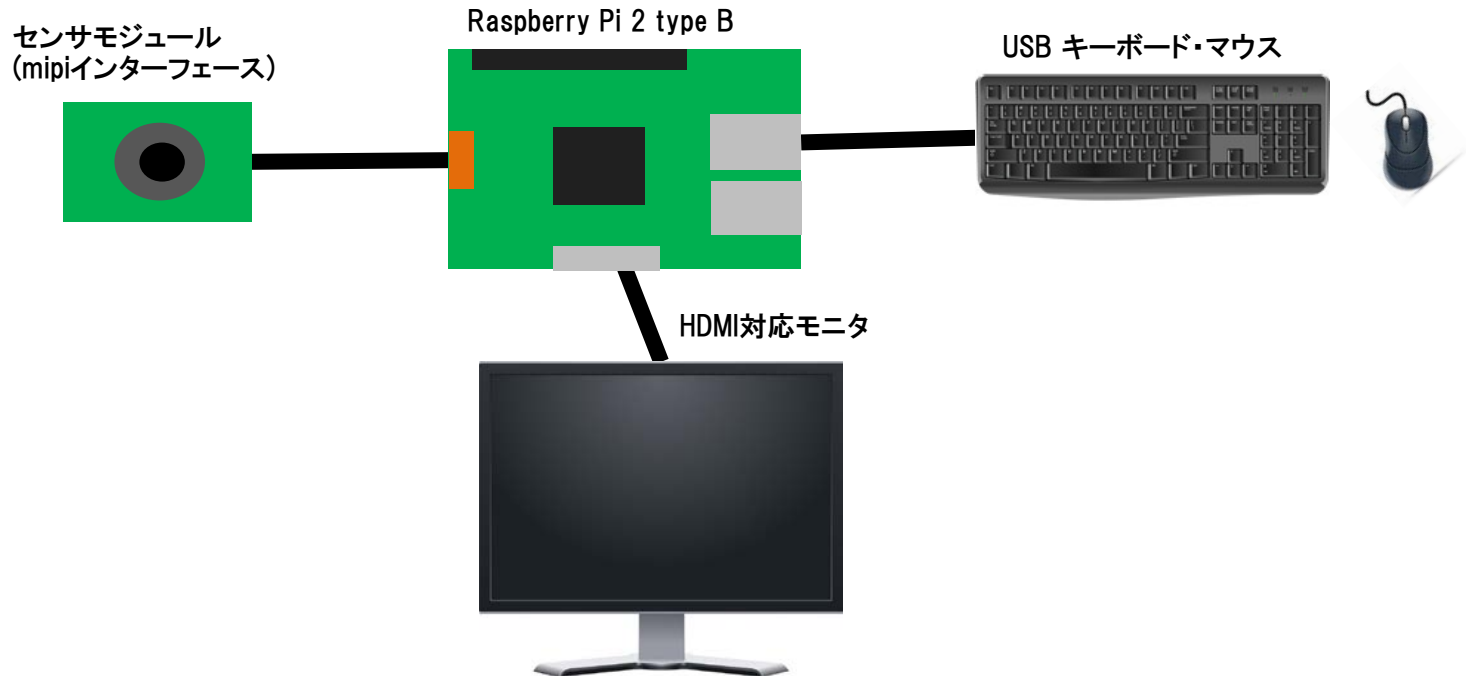 Raspberry Pi 2 type B
センサモジュール
(mipiインターフェース)
USB キーボード・マウス
HDMI対応モニタ